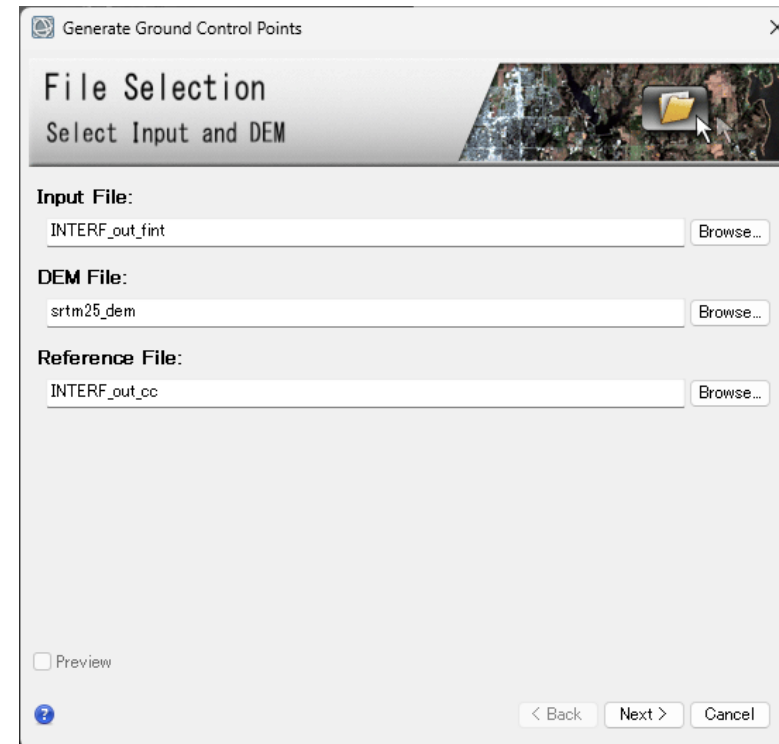 Generate Ground Control Points
File Selection
Select Input and DEM
Input File:
INTERF_out_fint
Browse...
DEM File:
srtm25_dem
Browse...
Reference File:
INTERF_out_cc
Browse...
Preview
?
< Back
Next >
Cancel